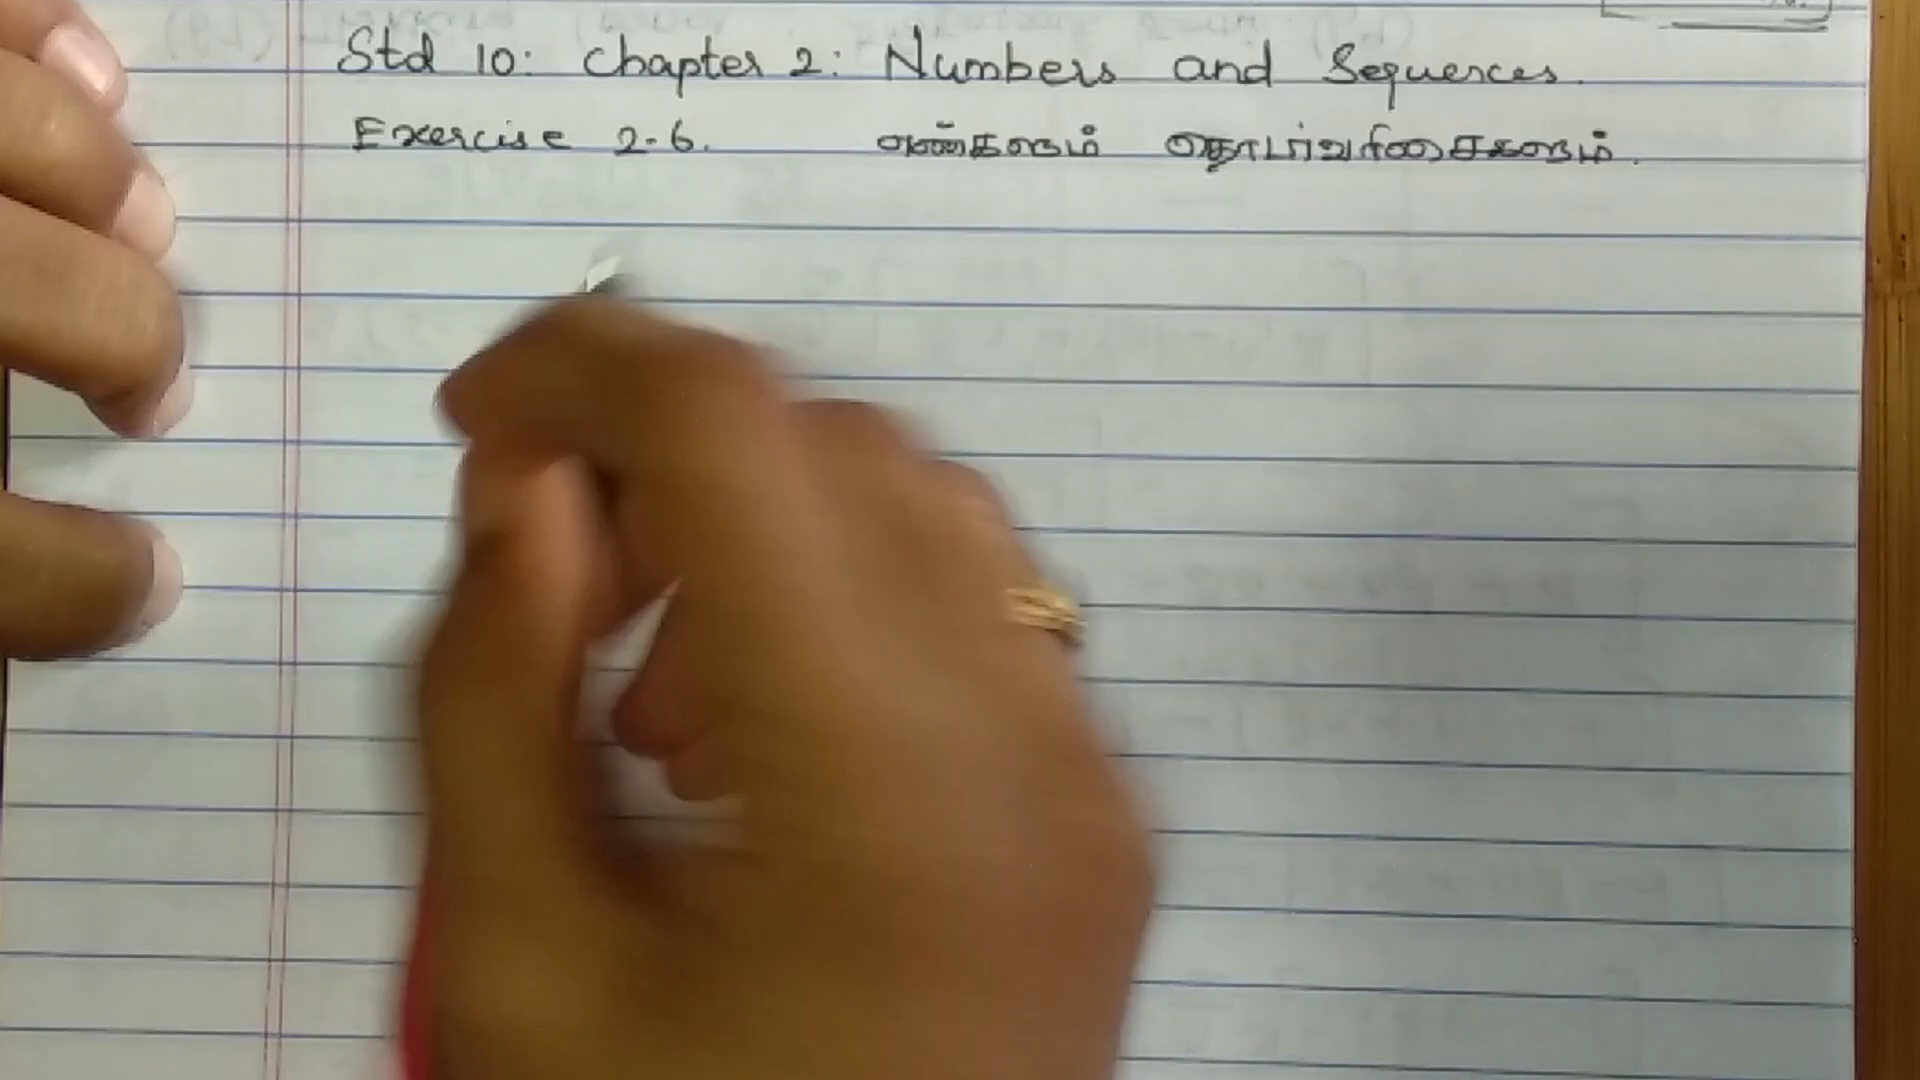 Std 10: Chapter 2: Numbers and Sequences.
Exercise 2.6. எண்களும் தொடர்வரிசைகளும்.